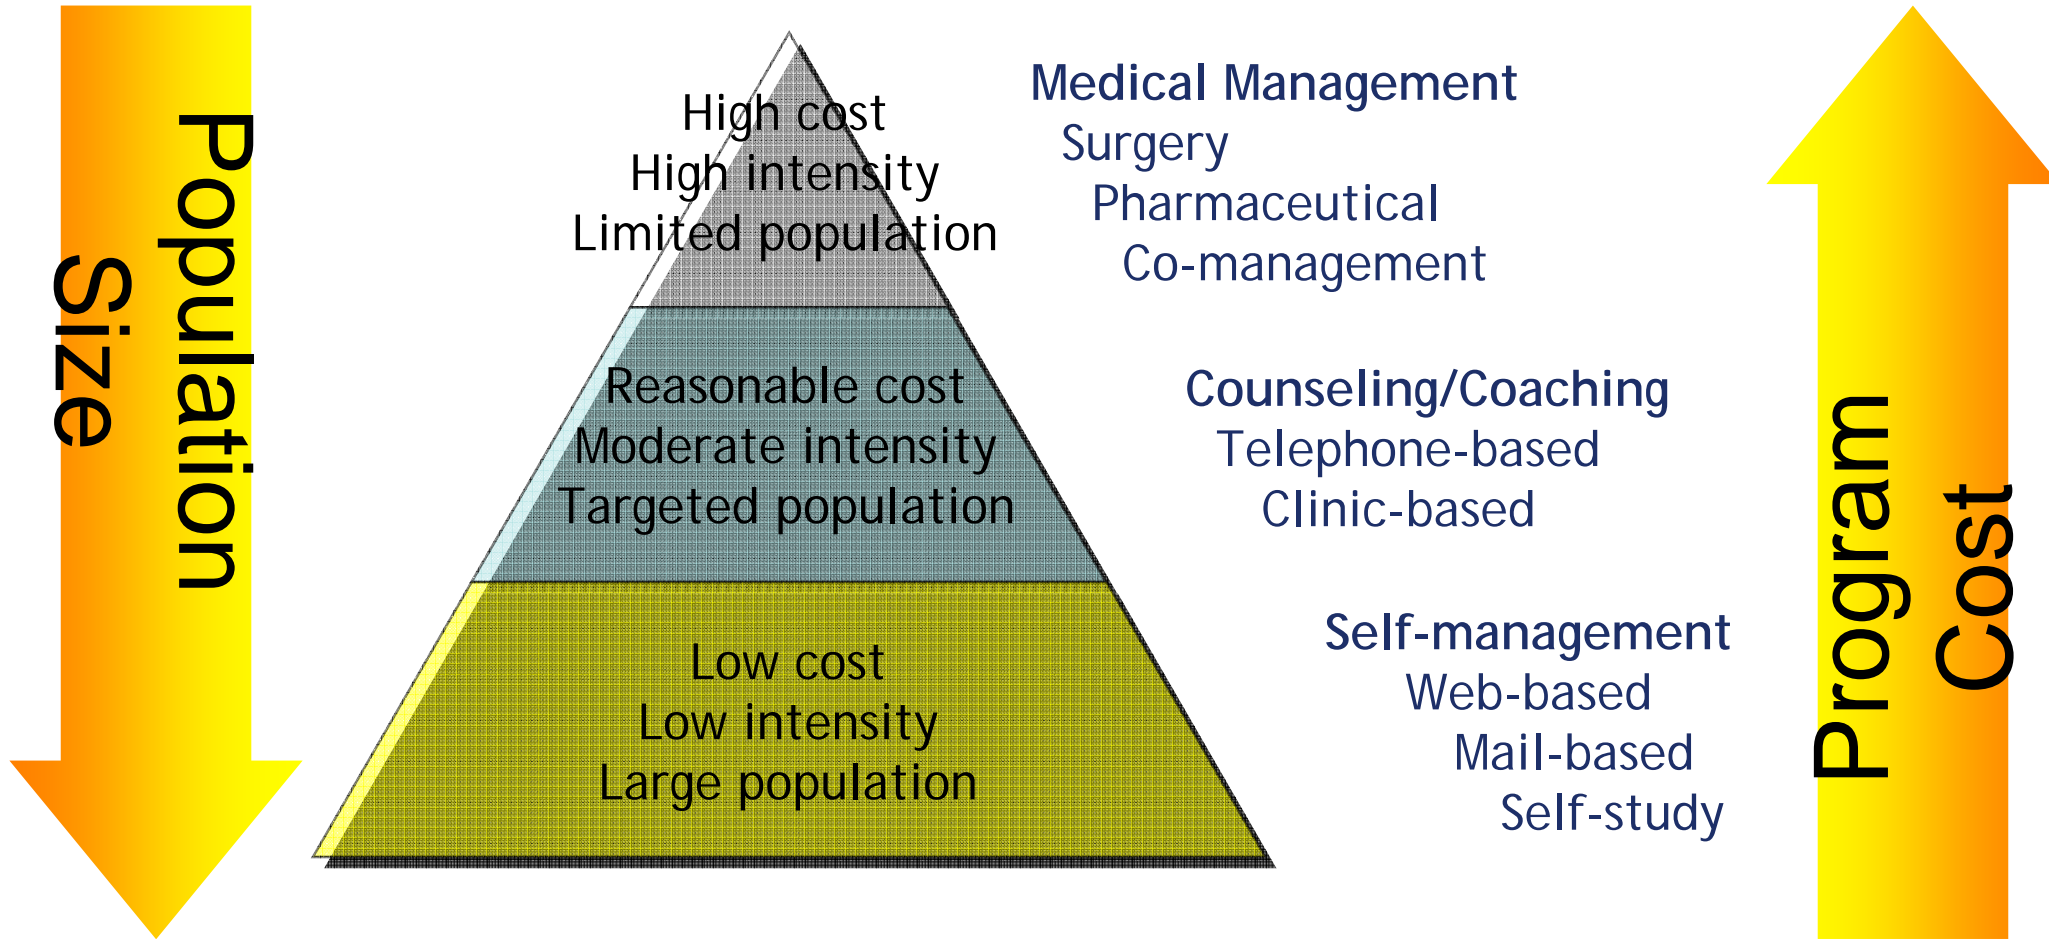 Population
Size
High cost
High intensity
Limited population
Medical Management
Surgery
Pharmaceutical
Co-management
Reasonable cost
Moderate intensity
Targeted population
Counseling/Coaching
Telephone-based
Clinic-based
Low cost
Low intensity
Large population
Self-management
Web-based
Mail-based
Self-study
Program
Cost